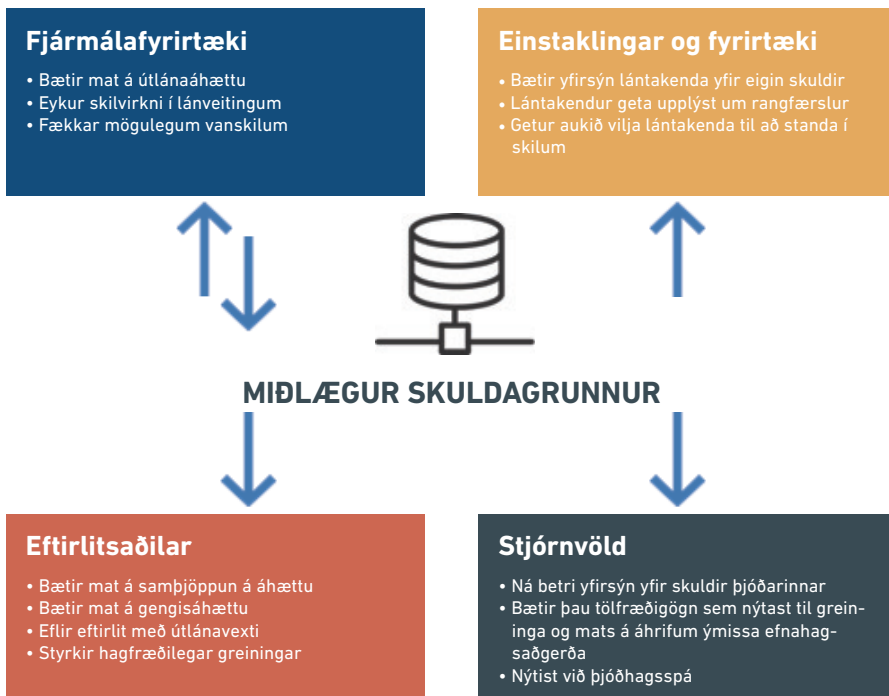 Fjármálafyrirtæki
• Bætir mat á útlánaáhættu
• Eykur skilvirkni í lánveitingum
• Fækkar mögulegum vanskilum
Einstaklingar og fyrirtæki
• Bætir yfirsýn lántakenda yfir eigin skuldir
• Lántakendur geta upplýst um rangfærslur
• Getur aukið vilja lántakenda til að standa í
skilum
MIÐLÆGUR SKULDAGRUNNUR
Eftirlitsaðilar
• Bætir mat á samþjöppun á áhættu
• Bætir mat á gengisáhættu
• Eflir eftirlit með útlánavexti
• Styrkir hagfræðilegar greiningar
Stjórnvöld
• Ná betri yfirsýn yfir skuldir þjóðarinnar
• Bætir þau tölfræðigögn sem nýtast til grein-
inga og mats á áhrifum ýmissa efnahag-
saðgerða
• Nýtist við þjóðhagsspá